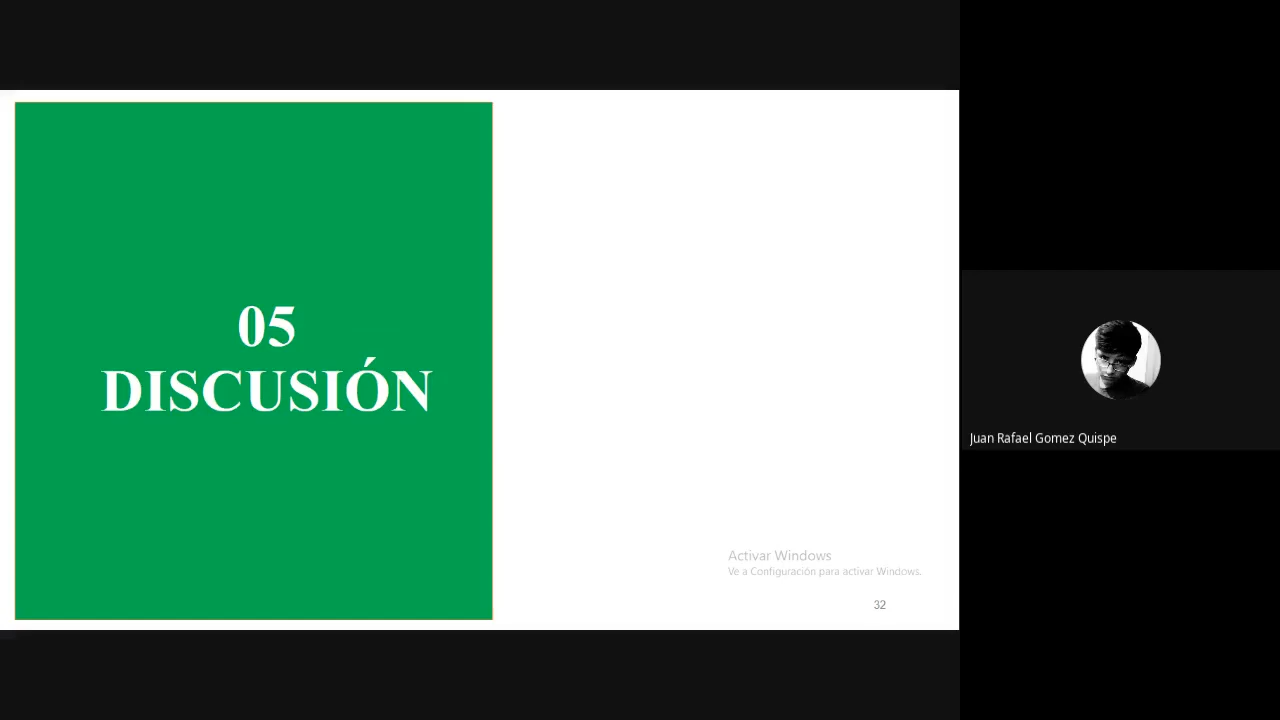 05
DISCUSIÓN
Activar Windows
Ve a Configuración para activar Windows.
32
Juan Rafael Gomez Quispe